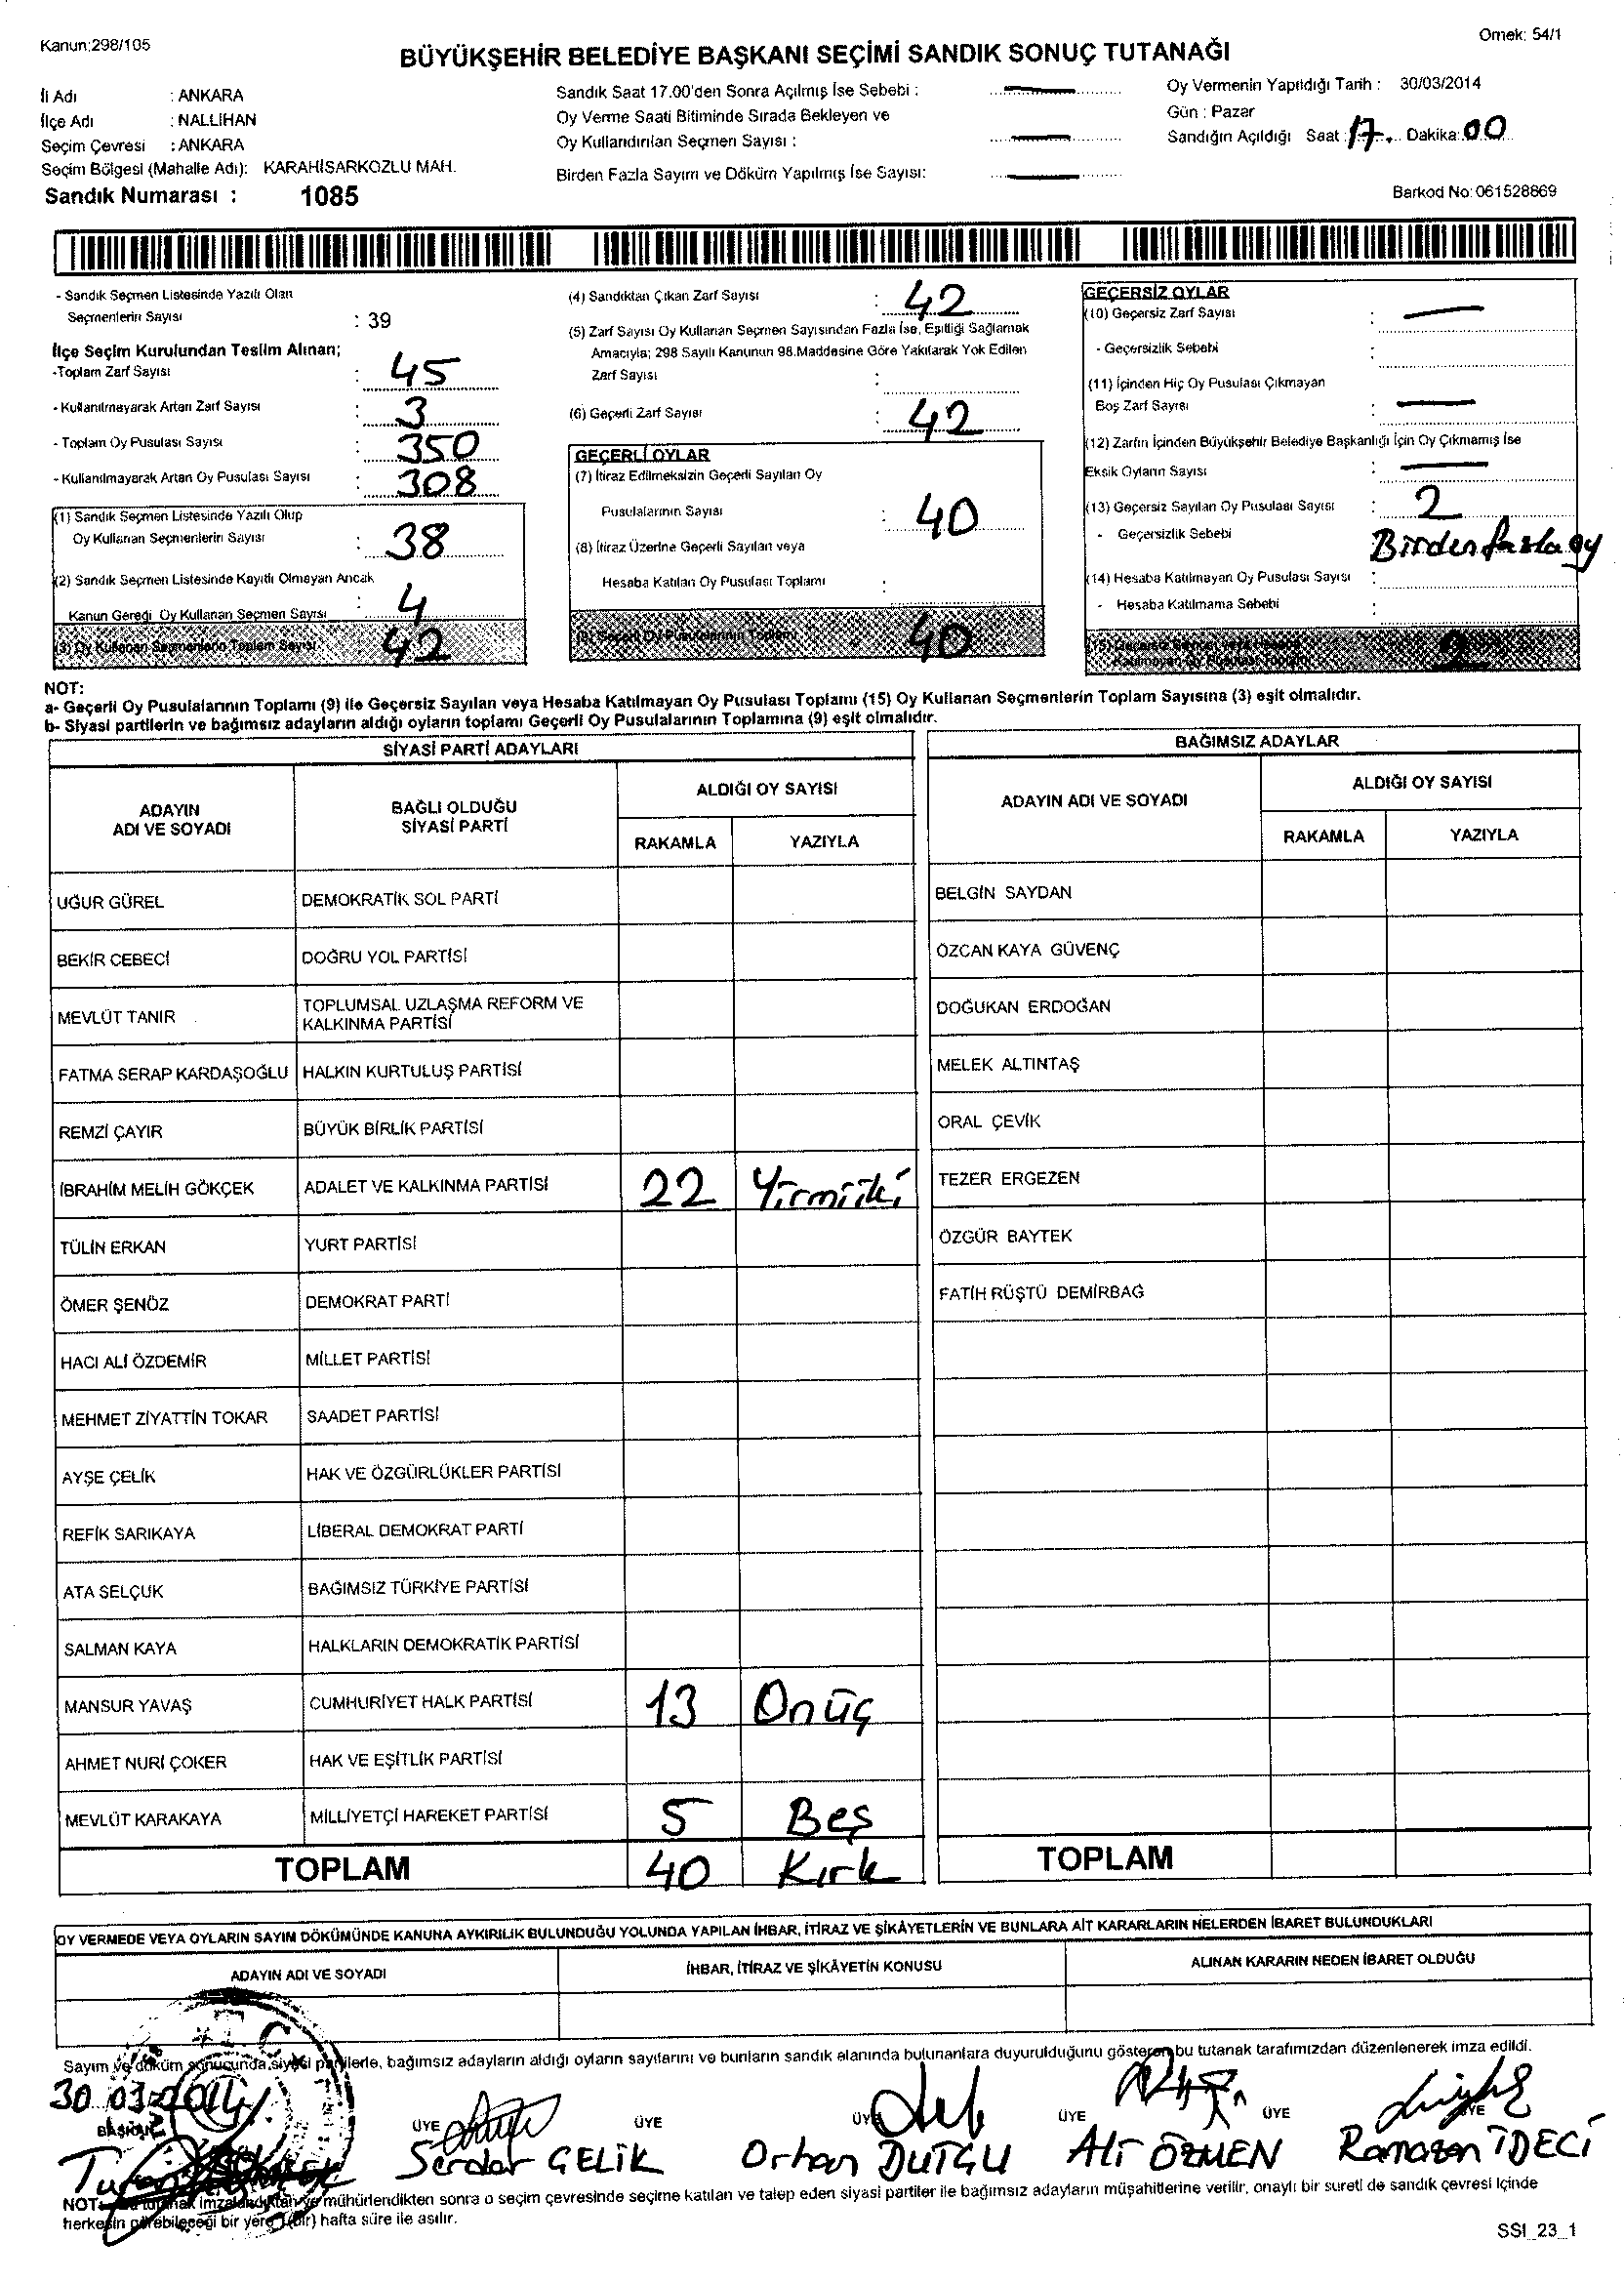 Kanun:298/105
Örnek: 54/1
BÜYÜKŞEHİR BELEDİYE BAŞKANI SEÇİMİ SANDIK SONUÇ TUTANAĞI
İl Adı : ANKARA
İlçe Adı : NALLIHAN
Seçim Çevresi : ANKARA
Seçim Bölgesi (Mahalle Adı): KARAHİSARKOZLU MAH.
Sandık Numarası : 1085
Sandık Saat 17.00'den Sonra Açılmış İse Sebebi :
Oy Verme Saati Bitiminde Sırada Bekleyen ve
Oy Kullandırılan Seçmen Sayısı :
Birden Fazla Sayım ve Döküm Yapılmış İse Sayısı:
Oy Vermenin Yapıldığı Tarih : 30/03/2014
Gün : Pazar
Sandığın Açıldığı Saat 17. Dakika: 00
Barkod No: 061528869
- Sandık Seçmen Listesinde Yazılı Olan
Seçmenlerin Sayısı : 39
İlçe Seçim Kurulundan Teslim Alınan;
-Toplam Zarf Sayısı : 45
- Kullanılmayarak Artan Zarf Sayısı : 3
- Toplam Oy Pusulası Sayısı : 350
- Kullanılmayarak Artan Oy Pusulası Sayısı : 308
(1) Sandık Seçmen Listesinde Yazılı Olup
Oy Kullanan Seçmenlerin Sayısı : 38
(2) Sandık Seçmen Listesinde Kayıtlı Olmayan Ancak
Kanun Gereği Oy Kullanan Seçmen Sayısı : 4
(3) Oy Kullanan Seçmenlerin Toplam Sayısı 42
(4) Sandıktan Çıkan Zarf Sayısı : 42
(5) Zarf Sayısı Oy Kullanan Seçmen Sayısından Fazla İse, Eşitliği Sağlamak
Amacıyla; 298 Sayılı Kanunun 98.Maddesine Göre Yakılarak Yok Edilen
Zarf Sayısı :
(6) Geçerli Zarf Sayısı : 42
GEÇERLİ OYLAR
(7) İtiraz Edilmeksizin Geçerli Sayılan Oy
Pusulalarının Sayısı : 40
(8) İtiraz Üzerine Geçerli Sayılan veya
Hesaba Katılan Oy Pusulası Toplamı :
(9) Geçerli Oy Pusulalarının Toplamı : 40
GEÇERSİZ OYLAR
(10) Geçersiz Zarf Sayısı :
- Geçersizlik Sebebi :
(11) İçinden Hiç Oy Pusulası Çıkmayan
Boş Zarf Sayısı :
(12) Zarfın İçinden Büyükşehir Belediye Başkanlığı İçin Oy Çıkmamış İse
Eksik Oyların Sayısı :
(13) Geçersiz Sayılan Oy Pusulası Sayısı : 2
- Geçersizlik Sebebi Birden fazla oy
(14) Hesaba Katılmayan Oy Pusulası Sayısı :
- Hesaba Katılmama Sebebi :
(15) Geçersiz Sayılan veya Hesaba
Katılmayan Oy Pusulası Toplamı : 2
NOT:
a- Geçerli Oy Pusulalarının Toplamı (9) ile Geçersiz Sayılan veya Hesaba Katılmayan Oy Pusulası Toplamı (15) Oy Kullanan Seçmenlerin Toplam Sayısına (3) eşit olmalıdır.
b- Siyasi partilerin ve bağımsız adayların aldığı oyların toplamı Geçerli Oy Pusulalarının Toplamına (9) eşit olmalıdır.
SİYASİ PARTİ ADAYLARI
ADAYIN ADI VE SOYADI BAĞLI OLDUĞU SİYASİ PARTİ ALDIĞI OY SAYISI
RAKAMLA YAZIYLA
UĞUR GÜREL DEMOKRATİK SOL PARTİ
BEKİR CEBECİ DOĞRU YOL PARTİSİ
MEVLÜT TANIR TOPLUMSAL UZLAŞMA REFORM VE KALKINMA PARTİSİ
FATMA SERAP KARDAŞOĞLU HALKIN KURTULUŞ PARTİSİ
REMZİ ÇAYIR BÜYÜK BİRLİK PARTİSİ
İBRAHİM MELİH GÖKÇEK ADALET VE KALKINMA PARTİSİ 22 Yirmiiki
TÜLİN ERKAN YURT PARTİSİ
ÖMER ŞENÖZ DEMOKRAT PARTİ
HACI ALİ ÖZDEMİR MİLLET PARTİSİ
MEHMET ZİYATTİN TOKAR SAADET PARTİSİ
AYŞE ÇELİK HAK VE ÖZGÜRLÜKLER PARTİSİ
REFİK SARIKAYA LİBERAL DEMOKRAT PARTİ
ATA SELÇUK BAĞIMSIZ TÜRKİYE PARTİSİ
SALMAN KAYA HALKLARIN DEMOKRATİK PARTİSİ
MANSUR YAVAŞ CUMHURİYET HALK PARTİSİ 13 Onüç
AHMET NURİ ÇOKER HAK VE EŞİTLİK PARTİSİ
MEVLÜT KARAKAYA MİLLİYETÇİ HAREKET PARTİSİ 5 Beş
TOPLAM 40 Kırk
BAĞIMSIZ ADAYLAR
ADAYIN ADI VE SOYADI ALDIĞI OY SAYISI
RAKAMLA YAZIYLA
BELGİN SAYDAN
ÖZCAN KAYA GÜVENÇ
DOĞUKAN ERDOĞAN
MELEK ALTINTAŞ
ORAL ÇEVİK
TEZER ERGEZEN
ÖZGÜR BAYTEK
FATİH RÜŞTÜ DEMİRBAĞ
TOPLAM
OY VERMEDE VEYA OYLARIN SAYIM DÖKÜMÜNDE KANUNA AYKIRILIK BULUNDUĞU YOLUNDA YAPILAN İHBAR, İTİRAZ VE ŞİKÂYETLERİN VE BUNLARA AİT KARARLARIN NELERDEN İBARET BULUNDUKLARI
ADAYIN ADI VE SOYADI İHBAR, İTİRAZ VE ŞİKÂYETİN KONUSU ALINAN KARARIN NEDEN İBARET OLDUĞU
Sayım ve döküm sonucunda siyasi partilerle, bağımsız adayların aldığı oyların sayılarını ve bunların sandık alanında bulunanlara duyurulduğunu gösteren bu tutanak tarafımızdan düzenlenerek imza edildi.
30.03.2014
BAŞKAN ÜYE ÜYE ÜYE ÜYE ÜYE ÜYE
Serdar ÇELİK Orhan DUTÇU Ali ÖZMEN Ramazan İDECİ
NOT: Bu tutanak imzalandıktan ve mühürlendikten sonra o seçim çevresinde seçime katılan ve talep eden siyasi partiler ile bağımsız adayların müşahitlerine verilir, onaylı bir sureti de sandık çevresi içinde
herkesin görebileceği bir yere 1(bir) hafta süre ile asılır.
SSI_23_1